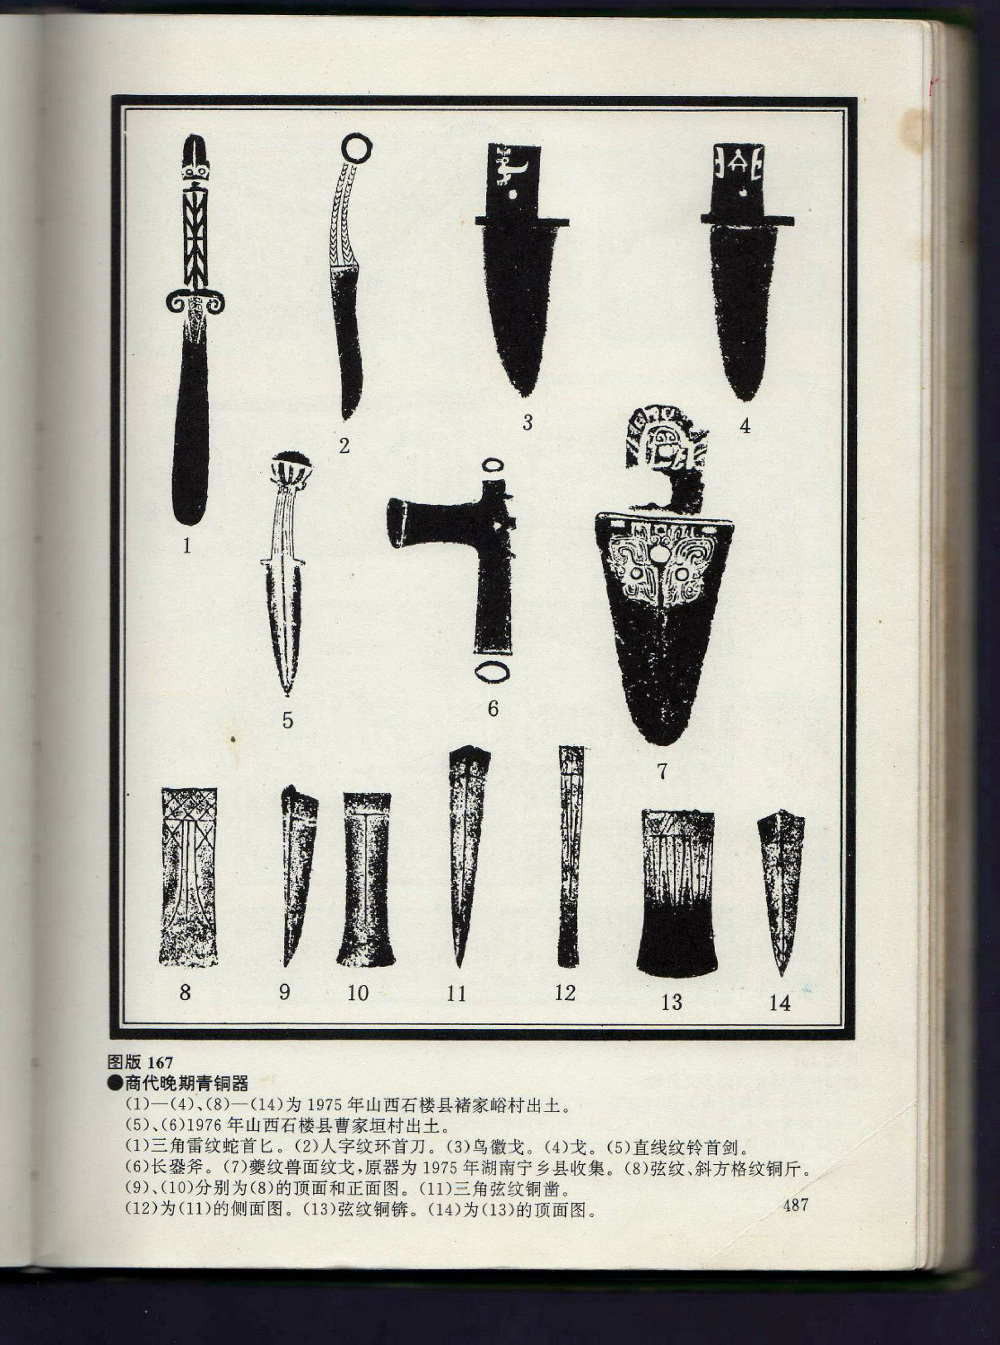 1
2
3
4
5
6
7
8
9
10
11
12
13
14
图版 167
●商代晚期青铜器
(1)—(4)、(8)—(14)为 1975 年山西石楼县褚家峪村出土。
(5)、(6)1976 年山西石楼县曹家垣村出土。
(1)三角雷纹蛇首匕。(2)人字纹环首刀。(3)鸟徽戈。(4)戈。(5)直线纹铃首剑。
(6)长銎斧。(7)夔纹兽面纹戈,原器为 1975 年湖南宁乡县收集。(8)弦纹、斜方格纹铜斤。
(9)、(10)分别为(8)的顶面和正面图。(11)三角弦纹铜凿。
(12)为(11)的侧面图。(13)弦纹铜锛。(14)为(13)的顶面图。
487